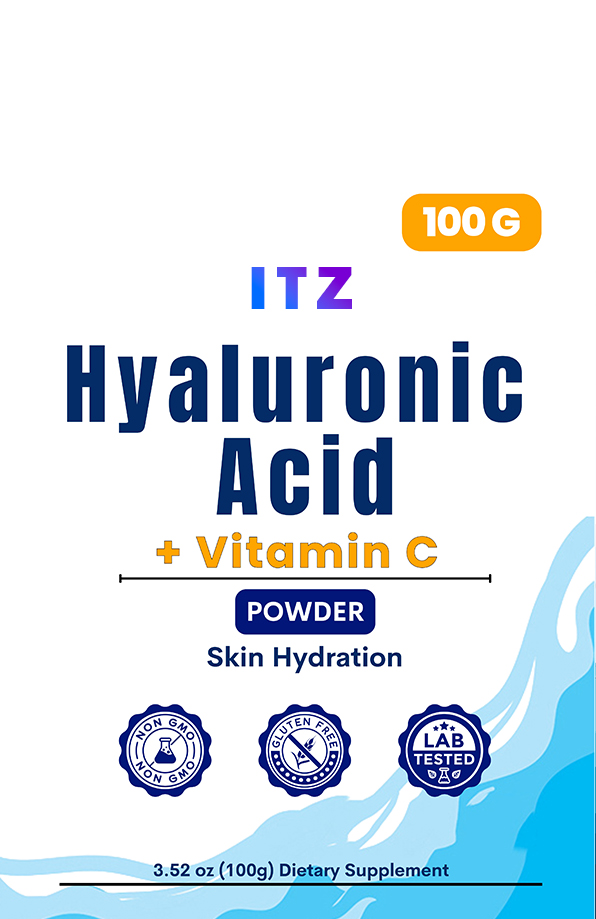 100 G
ITZ
Hyaluronic
Acid
+ Vitamin C
POWDER
Skin Hydration
NON GMO
NON GMO
GLUTEN FREE
LAB
TESTED
3.52 oz (100g) Dietary Supplement